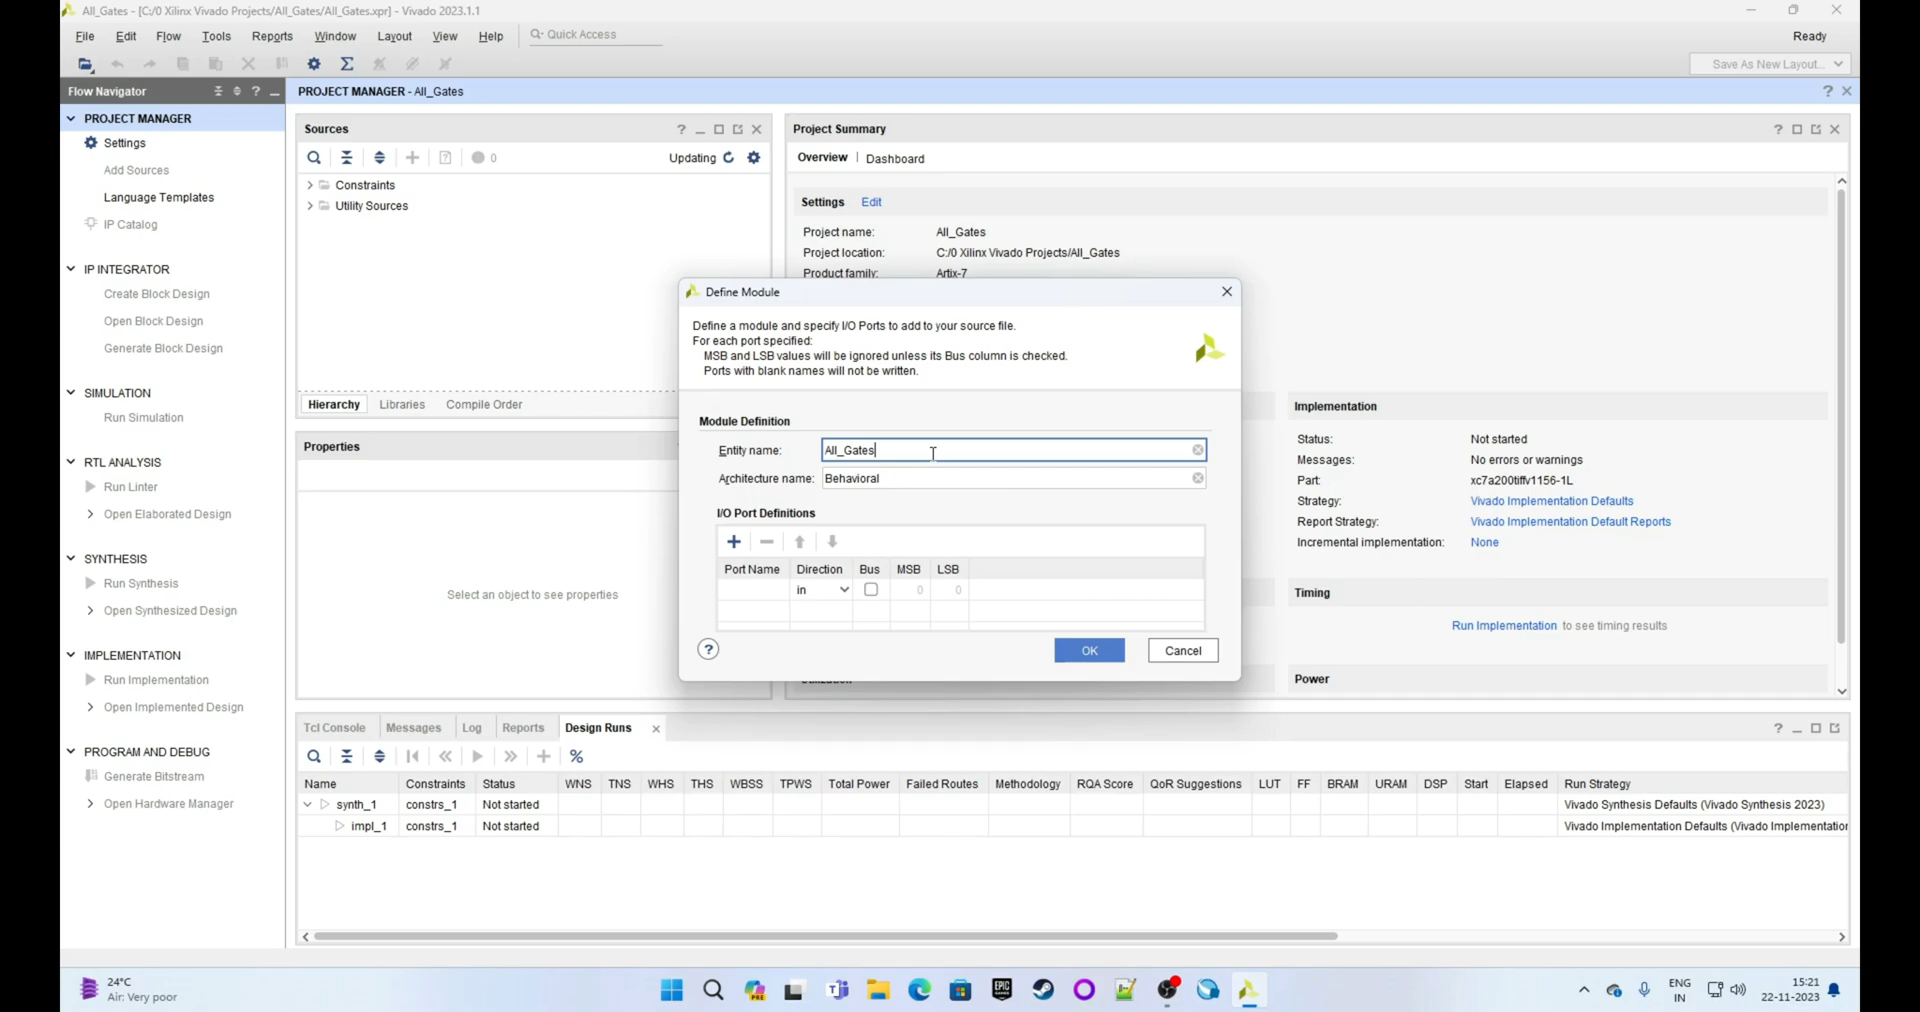 All_Gates - [C:/0 Xilinx Vivado Projects/All_Gates/All_Gates.xpr] - Vivado 2023.1.1
File Edit Flow Tools Reports Window Layout View Help Quick Access
Ready
Save As New Layout...
Flow Navigator
PROJECT MANAGER - All_Gates
PROJECT MANAGER
Settings
Add Sources
Language Templates
IP Catalog
IP INTEGRATOR
Create Block Design
Open Block Design
Generate Block Design
SIMULATION
Run Simulation
RTL ANALYSIS
Run Linter
Open Elaborated Design
SYNTHESIS
Run Synthesis
Open Synthesized Design
IMPLEMENTATION
Run Implementation
Open Implemented Design
PROGRAM AND DEBUG
Generate Bitstream
Open Hardware Manager
Sources
0 Updating
Constraints
Utility Sources
Hierarchy Libraries Compile Order
Properties
Select an object to see properties
Project Summary
Overview Dashboard
Settings Edit
Project name: All_Gates
Project location: C:/0 Xilinx Vivado Projects/All_Gates
Product family: Artix-7
Define Module
Define a module and specify I/O Ports to add to your source file.
For each port specified:
MSB and LSB values will be ignored unless its Bus column is checked.
Ports with blank names will not be written.
Module Definition
Entity name: All_Gates
Architecture name: Behavioral
I/O Port Definitions
Port Name Direction Bus MSB LSB
in 0 0
OK Cancel
Implementation
Status: Not started
Messages: No errors or warnings
Part: xc7a200tiffv1156-1L
Strategy: Vivado Implementation Defaults
Report Strategy: Vivado Implementation Default Reports
Incremental implementation: None
Timing
Run Implementation to see timing results
Power
Tcl Console Messages Log Reports Design Runs
Name Constraints Status WNS TNS WHS THS WBSS TPWS Total Power Failed Routes Methodology RQA Score QoR Suggestions LUT FF BRAM URAM DSP Start Elapsed Run Strategy
synth_1 constrs_1 Not started Vivado Synthesis Defaults (Vivado Synthesis 2023)
impl_1 constrs_1 Not started Vivado Implementation Defaults (Vivado Implementation
24°C
Air: Very poor
PRE
EPIC
GAMES
ENG
IN
15:21
22-11-2023